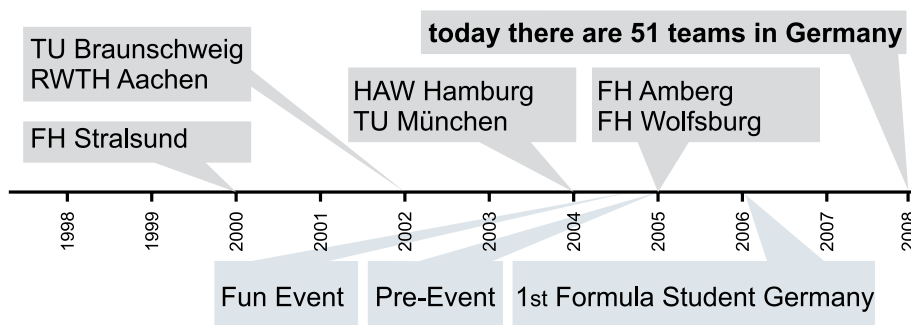 today there are 51 teams in Germany
TU Braunschweig
RWTH Aachen
HAW Hamburg
TU München
FH Amberg
FH Wolfsburg
FH Stralsund
1998
1999
2000
2001
2002
2003
2004
2005
2006
2007
2008
Fun Event
Pre-Event
1st Formula Student Germany